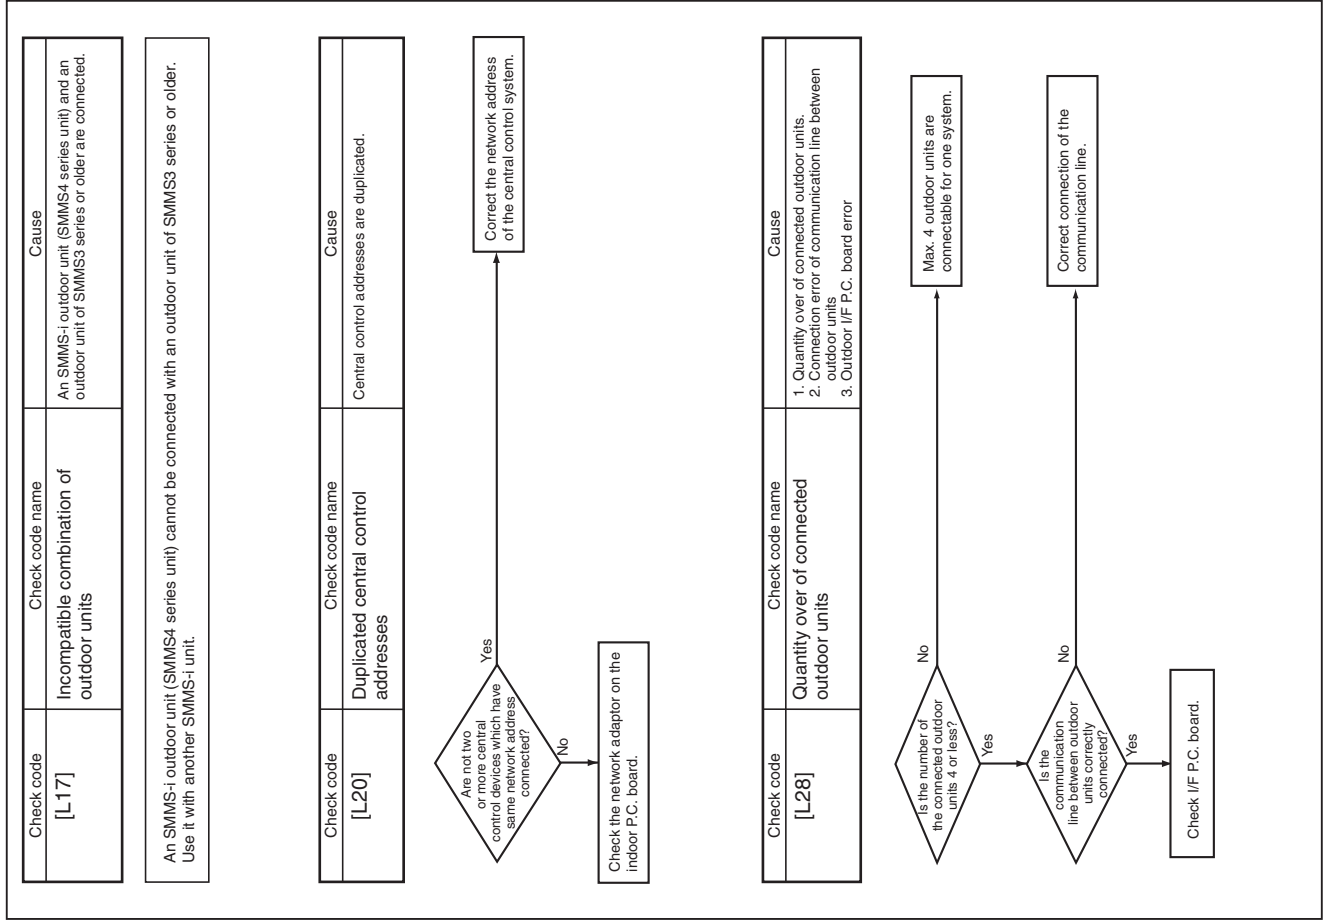 Check code
Check code name
Cause
[L17]
Incompatible combination of
outdoor units
An SMMS-i outdoor unit (SMMS4 series unit) and an
outdoor unit of SMMS3 series or older are connected.
An SMMS-i outdoor unit (SMMS4 series unit) cannot be connected with an outdoor unit of SMMS3 series or older.
Use it with another SMMS-i unit.
Check code
Check code name
Cause
[L20]
Duplicated central control
addresses
Central control addresses are duplicated.
Are not two
or more central
control devices which have
same network address
connected?
Yes
Correct the network address
of the central control system.
No
Check the network adaptor on the
indoor P.C. board.
Check code
Check code name
Cause
[L28]
Quantity over of connected
outdoor units
1. Quantity over of connected outdoor units.
2. Connection error of communication line between
outdoor units
3. Outdoor I/F P.C. board error
Is the number of
the connected outdoor
units 4 or less?
No
Max. 4 outdoor units are
connectable for one system.
Yes
Is the
communication
line between outdoor
units correctly
connected?
No
Correct connection of the
communication line.
Yes
Check I/F P.C. board.